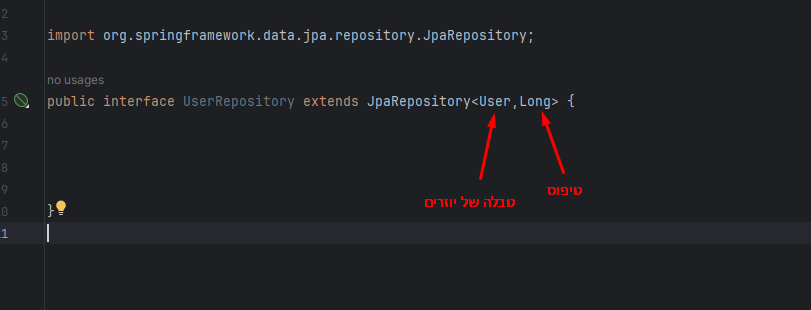 2
3 import org.springframework.data.jpa.repository.JpaRepository;
4
no usages
5 public interface UserRepository extends JpaRepository<User,Long> {
6
7
8
9
0 }
1
טיפוס
טבלה של יוזרים